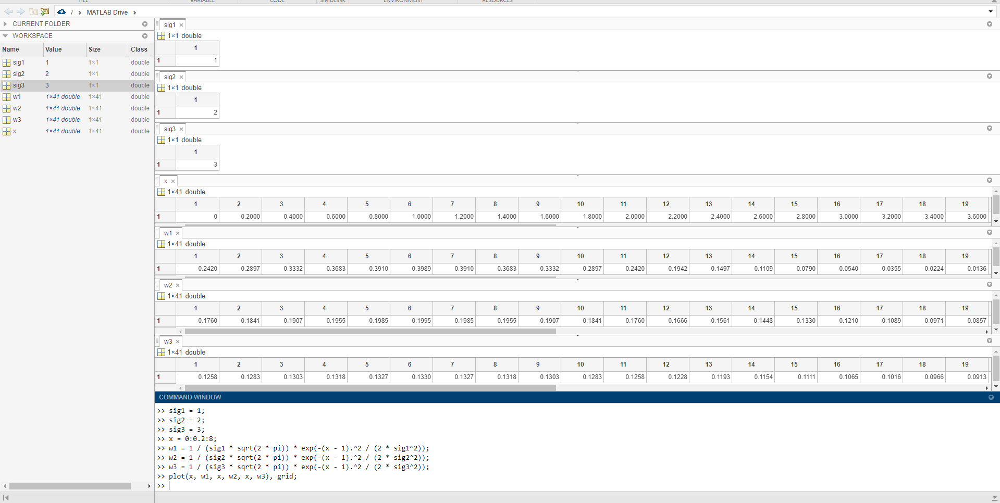 FILE VARIABLE CODE SIMULINK ENVIRONMENT RESOURCES
/ › MATLAB Drive ›
CURRENT FOLDER
WORKSPACE
Name Value Size Class
sig1 1 1×1 double
sig2 2 1×1 double
sig3 3 1×1 double
w1 1×41 double 1×41 double
w2 1×41 double 1×41 double
w3 1×41 double 1×41 double
x 1×41 double 1×41 double
sig1 ×
1×1 double
1
1 1
sig2 ×
1×1 double
1
1 2
sig3 ×
1×1 double
1
1 3
x ×
1×41 double
1 2 3 4 5 6 7 8 9 10 11 12 13 14 15 16 17 18 19
1 0 0.2000 0.4000 0.6000 0.8000 1.0000 1.2000 1.4000 1.6000 1.8000 2.0000 2.2000 2.4000 2.6000 2.8000 3.0000 3.2000 3.4000 3.6000
w1 ×
1×41 double
1 2 3 4 5 6 7 8 9 10 11 12 13 14 15 16 17 18 19
1 0.2420 0.2897 0.3332 0.3683 0.3910 0.3989 0.3910 0.3683 0.3332 0.2897 0.2420 0.1942 0.1497 0.1109 0.0790 0.0540 0.0355 0.0224 0.0136
w2 ×
1×41 double
1 2 3 4 5 6 7 8 9 10 11 12 13 14 15 16 17 18 19
1 0.1760 0.1841 0.1907 0.1955 0.1985 0.1995 0.1985 0.1955 0.1907 0.1841 0.1760 0.1666 0.1561 0.1448 0.1330 0.1210 0.1089 0.0971 0.0857
w3 ×
1×41 double
1 2 3 4 5 6 7 8 9 10 11 12 13 14 15 16 17 18 19
1 0.1258 0.1283 0.1303 0.1318 0.1327 0.1330 0.1327 0.1318 0.1303 0.1283 0.1258 0.1228 0.1193 0.1154 0.1111 0.1065 0.1016 0.0966 0.0913
COMMAND WINDOW
>> sig1 = 1;
>> sig2 = 2;
>> sig3 = 3;
>> x = 0:0.2:8;
>> w1 = 1 / (sig1 * sqrt(2 * pi)) * exp(-(x - 1).^2 / (2 * sig1^2));
>> w2 = 1 / (sig2 * sqrt(2 * pi)) * exp(-(x - 1).^2 / (2 * sig2^2));
>> w3 = 1 / (sig3 * sqrt(2 * pi)) * exp(-(x - 1).^2 / (2 * sig3^2));
>> plot(x, w1, x, w2, x, w3), grid;
>>